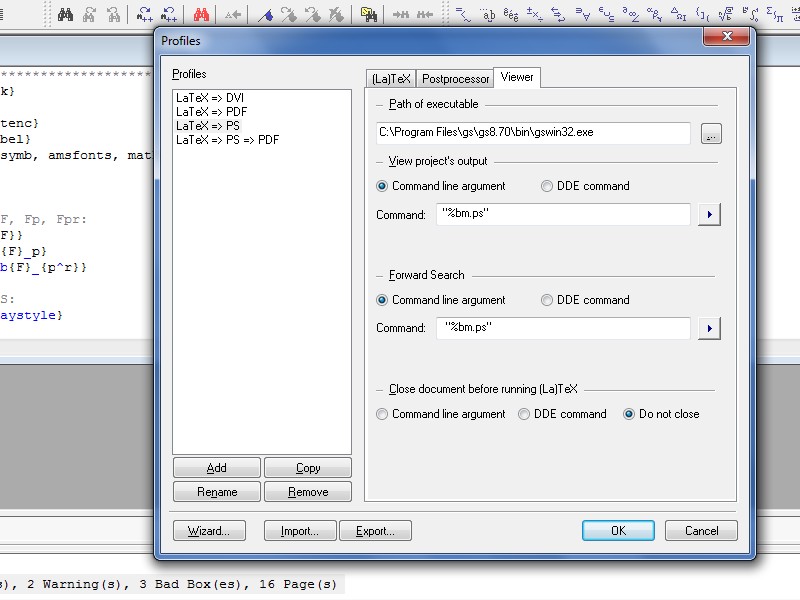 Profiles
Profiles
LaTeX => DVI
LaTeX => PDF
LaTeX => PS
LaTeX => PS => PDF
Add
Copy
Rename
Remove
(La)TeX
Postprocessor
Viewer
Path of executable
C:\Program Files\gs\gs8.70\bin\gswin32.exe
...
View project's output
Command line argument
DDE command
Command:
"%bm.ps"
Forward Search
Command line argument
DDE command
Command:
"%bm.ps"
Close document before running (La)TeX
Command line argument
DDE command
Do not close
Wizard...
Import...
Export...
OK
Cancel
*******************
k}
tenc}
bel}
symb, amsfonts, mat
F, Fp, Fpr:
F}}
{F}_p}
b{F}_{p^r}}
S:
aystyle}
s), 2 Warning(s), 3 Bad Box(es), 16 Page(s)